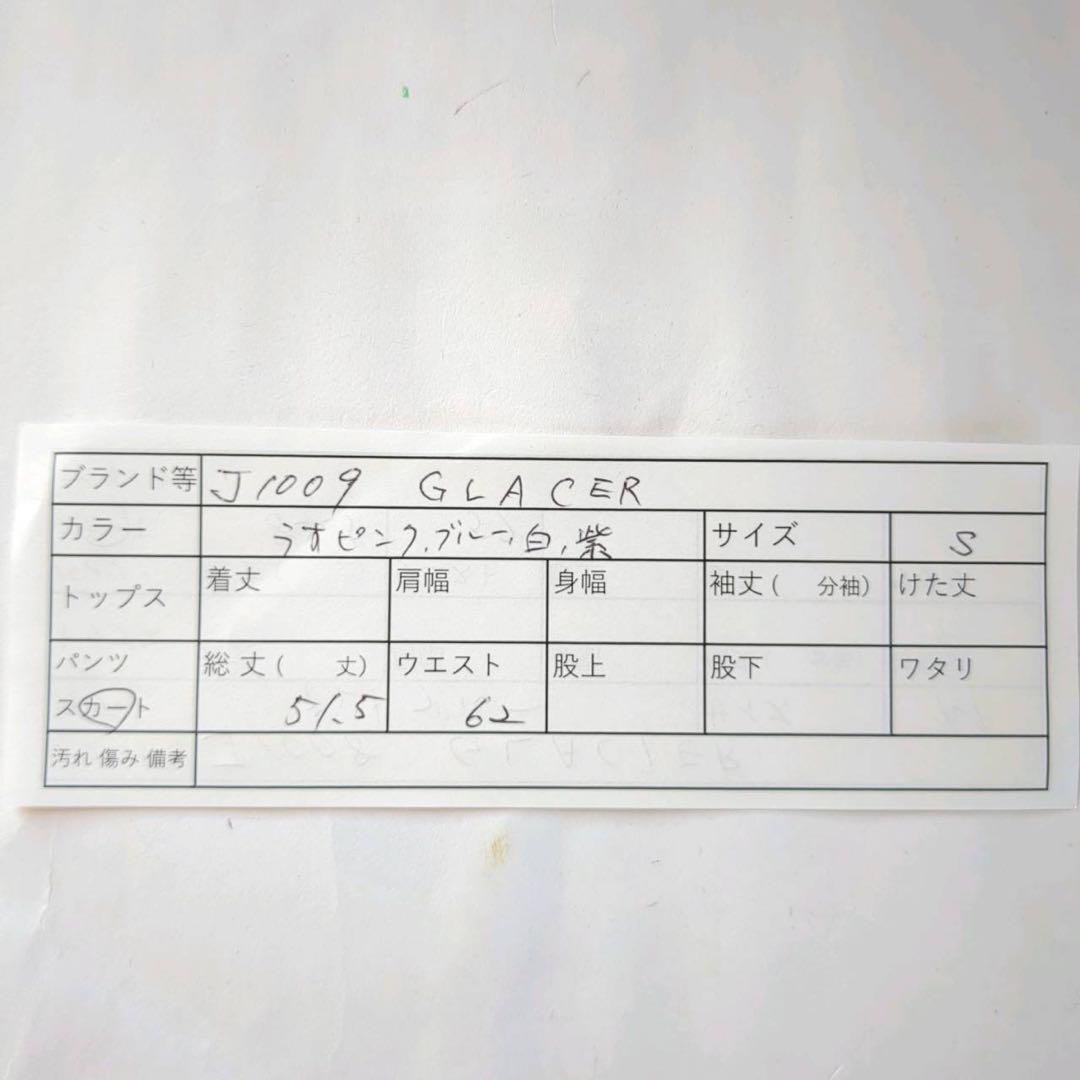 ブランド等 J1009 GLACER
カラー うすピンク、ブルー、白、紫 サイズ S
トップス 着丈 肩幅 身幅 袖丈( 分袖) けた丈
パンツ 総丈( 丈) ウエスト 股上 股下 ワタリ
スカート 51.5 62
汚れ 傷み 備考